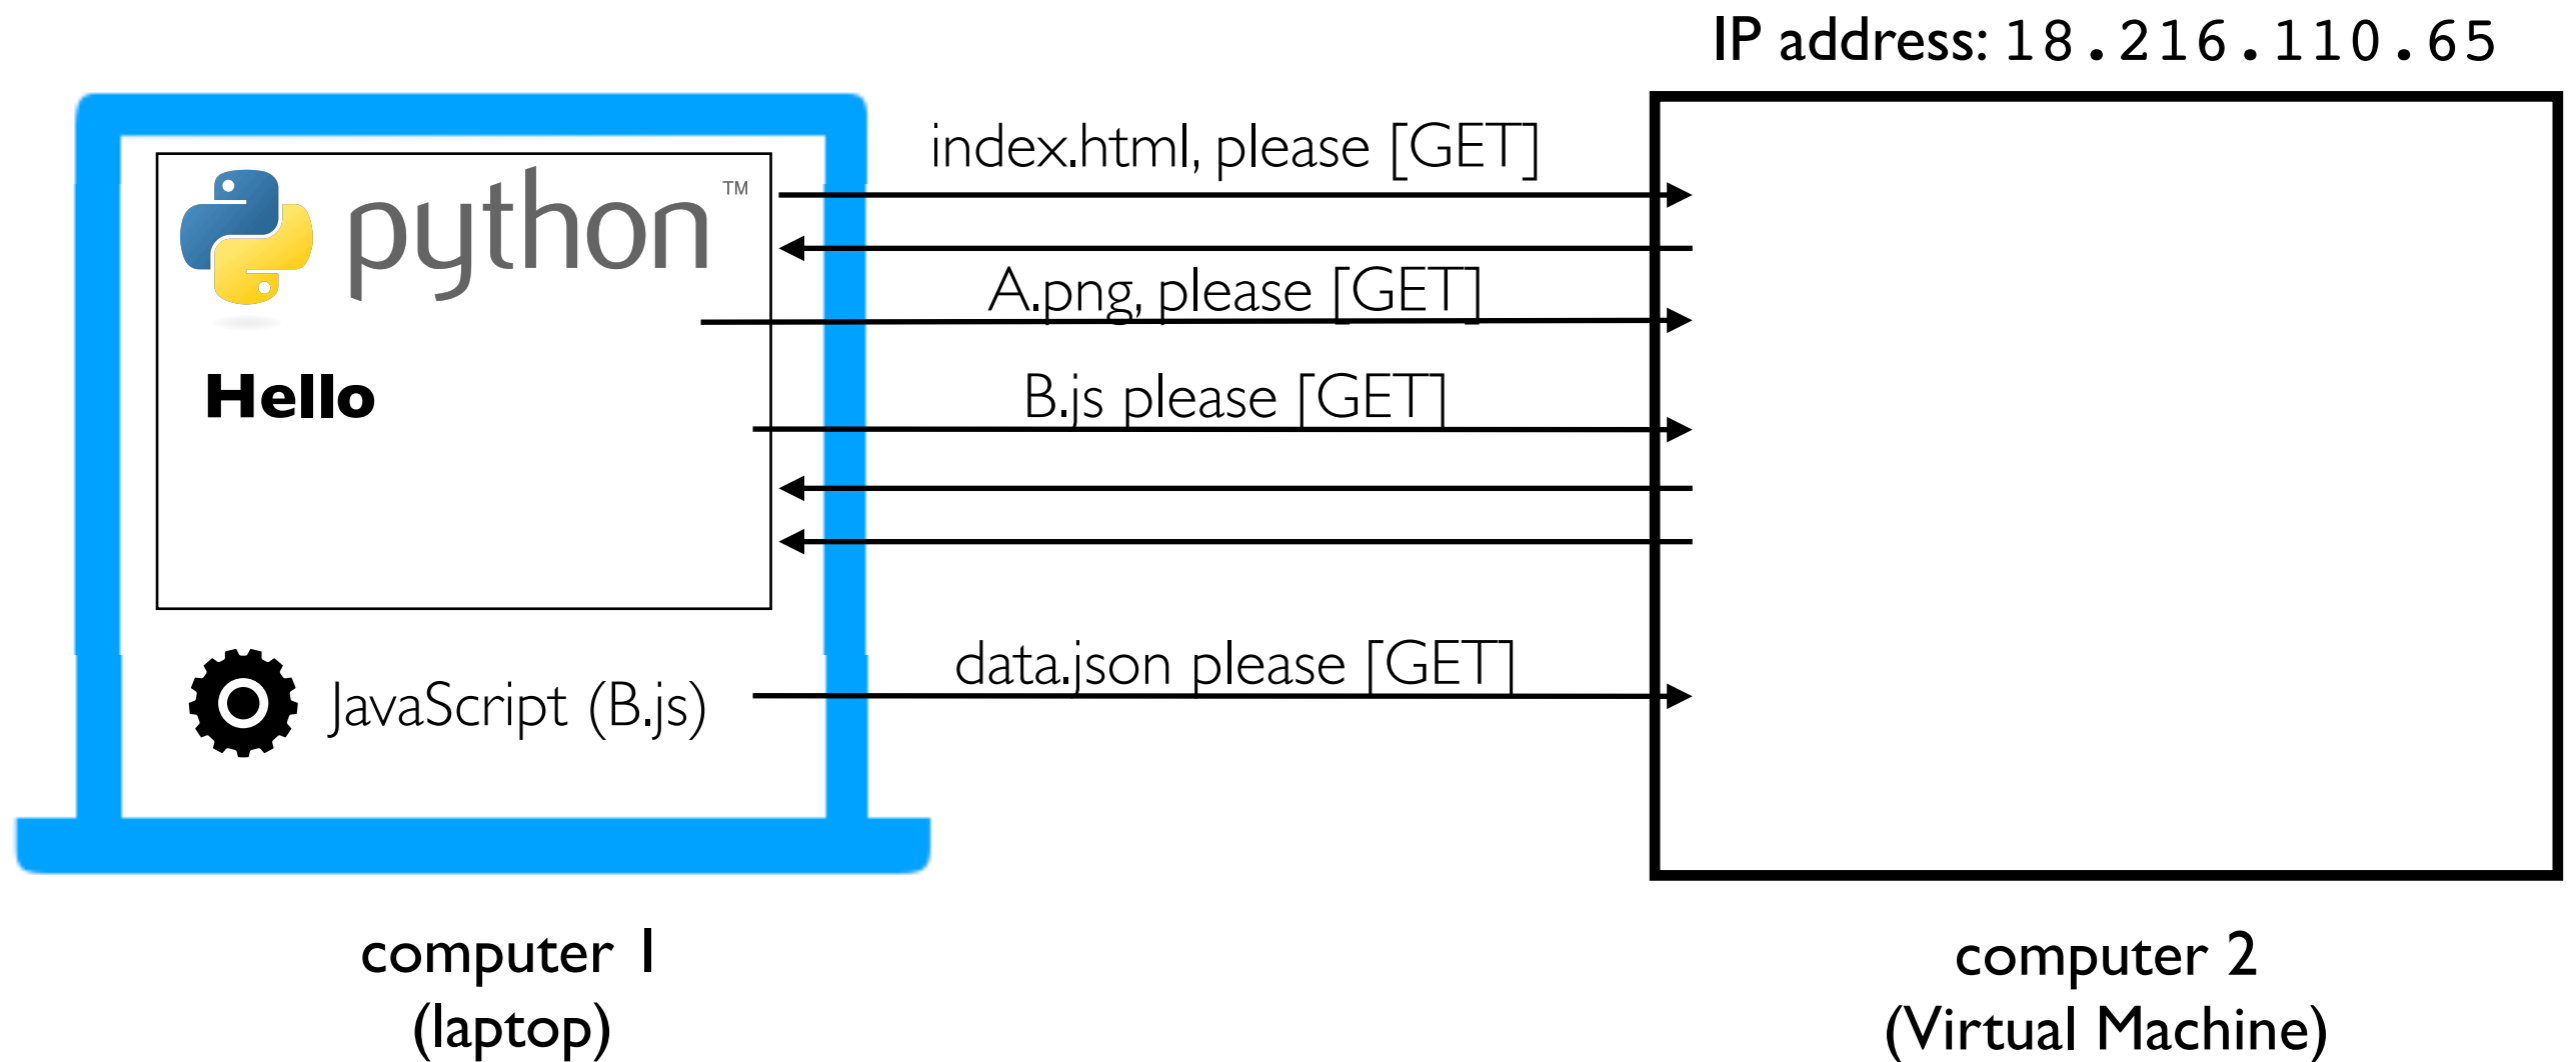 IP address: 18.216.110.65
index.html, please [GET]
python™
A.png, please [GET]
B.js please [GET]
Hello
data.json please [GET]
JavaScript (B.js)
computer 1
(laptop)
computer 2
(Virtual Machine)